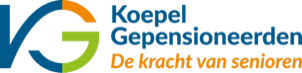 Koepel
Gepensioneerden
De kracht van senioren